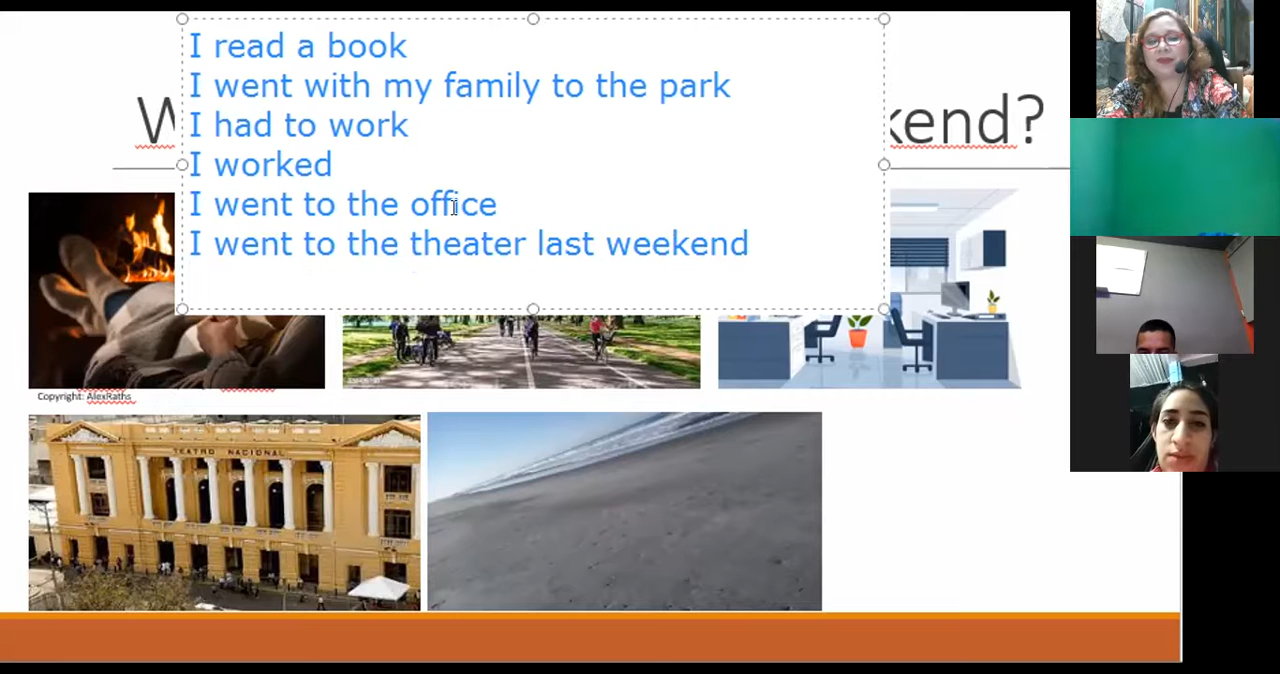 I read a book
I went with my family to the park
I had to work
I worked
I went to the office
I went to the theater last weekend
kend?
Copyright: AlexRaths
TEATRO NACIONAL